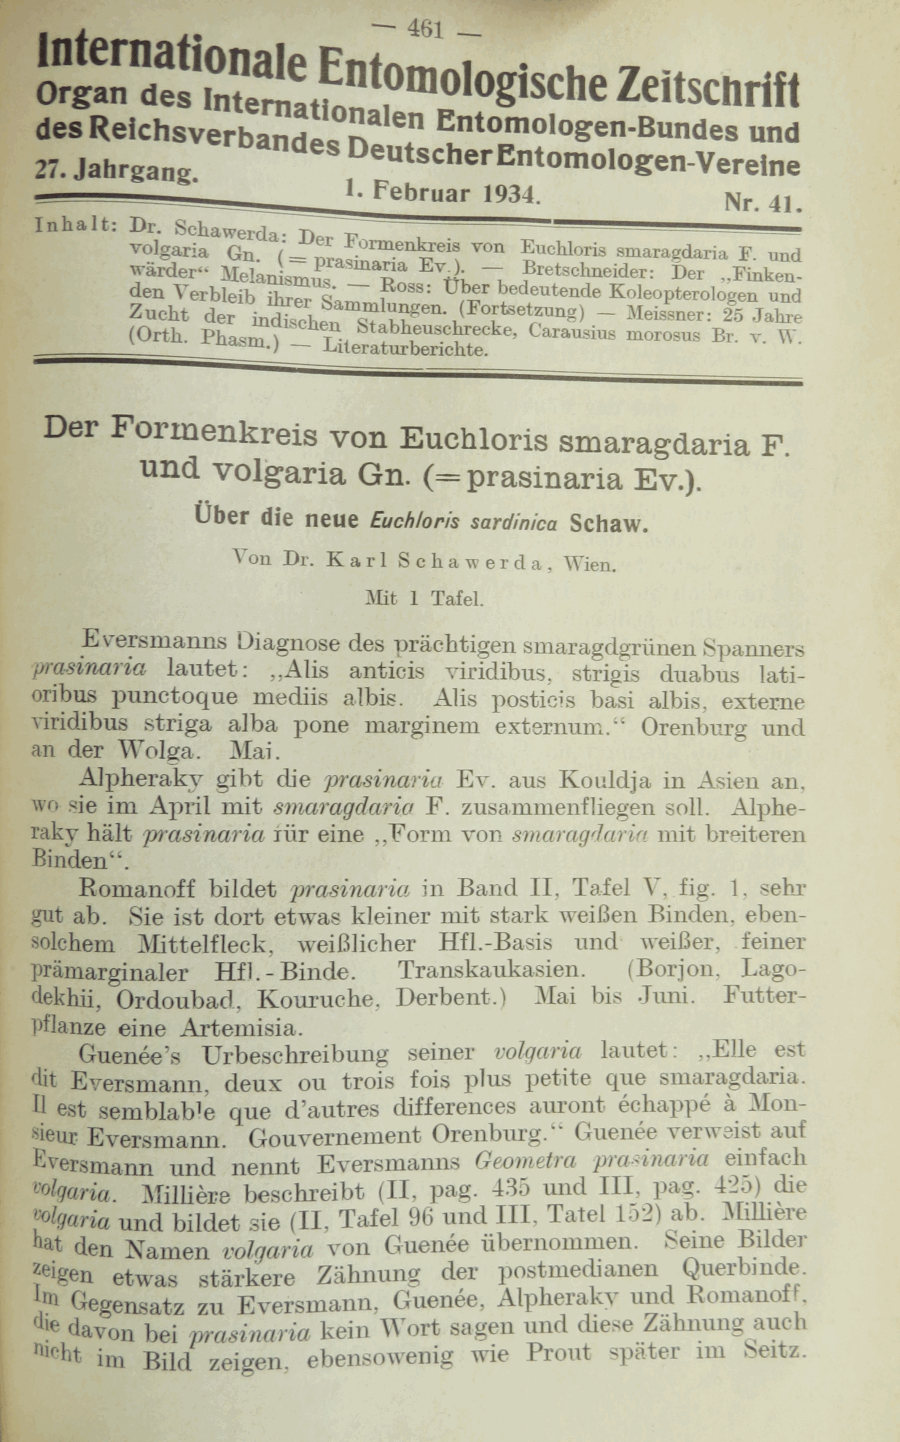 — 461 —
Internationale Entomologische Zeitschrift
Organ des Internationalen Entomologen-Bundes und
des Reichsverbandes Deutscher Entomologen-Vereine
27. Jahrgang. 1. Februar 1934. Nr. 41.
Inhalt: Dr. Schawerda: Der Formenkreis von Euchloris smaragdaria F. und
volgaria Gn. (= prasinaria Ev.). — Bretschneider: Der „Finken-
wärder“ Melanismus. — Ross: Über bedeutende Koleopterologen und
den Verbleib ihrer Sammlungen. (Fortsetzung) — Meissner: 25 Jahre
Zucht der indischen Stabheuschrecke, Carausius morosus Br. v. W.
(Orth. Phasm.) — Literaturberichte.
Der Formenkreis von Euchloris smaragdaria F.
und volgaria Gn. (= prasinaria Ev.).
Über die neue Euchloris sardinica Schaw.
Von Dr. Karl Schawerda, Wien.
Mit 1 Tafel.
Eversmanns Diagnose des prächtigen smaragdgrünen Spanners
prasinaria lautet: „Alis anticis viridibus, strigis duabus lati-
oribus punctoque mediis albis. Alis posticis basi albis, externe
viridibus striga alba pone marginem externum.“ Orenburg und
an der Wolga. Mai.
Alpheraky gibt die prasinaria Ev. aus Kouldja in Asien an,
wo sie im April mit smaragdaria F. zusammenfliegen soll. Alphe-
raky hält prasinaria für eine „Form von smaragdaria mit breiteren
Binden“.
Romanoff bildet prasinaria in Band II, Tafel V, fig. 1, sehr
gut ab. Sie ist dort etwas kleiner mit stark weißen Binden, eben-
solchem Mittelfleck, weißlicher Hfl.-Basis und weißer, feiner
prämarginaler Hfl.-Binde. Transkaukasien. (Borjon, Lago-
dekhii, Ordoubad, Kouruche, Derbent.) Mai bis Juni. Futter-
pflanze eine Artemisia.
Guenée's Urbeschreibung seiner volgaria lautet: „Elle est
dit Eversmann, deux ou trois fois plus petite que smaragdaria.
Il est semblable que d'autres differences auront échappé à Mon-
sieur Eversmann. Gouvernement Orenburg.“ Guenée verweist auf
Eversmann und nennt Eversmanns Geometra prasinaria einfach
volgaria. Millière beschreibt (II, pag. 435 und III, pag. 425) die
volgaria und bildet sie (II, Tafel 96 und III, Tatel 152) ab. Millière
hat den Namen volgaria von Guenée übernommen. Seine Bilder
zeigen etwas stärkere Zähnung der postmedianen Querbinde.
Im Gegensatz zu Eversmann, Guenée, Alpheraky und Romanoff,
die davon bei prasinaria kein Wort sagen und diese Zähnung auch
nicht im Bild zeigen, ebensowenig wie Prout später im Seitz.